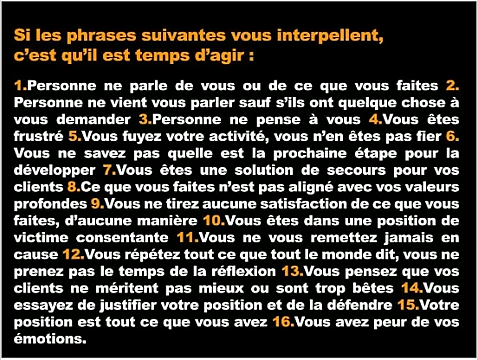 Si les phrases suivantes vous interpellent,
c'est qu'il est temps d'agir :
1.Personne ne parle de vous ou de ce que vous faites 2.
Personne ne vient vous parler sauf s'ils ont quelque chose à
vous demander 3.Personne ne pense à vous 4.Vous êtes
frustré 5.Vous fuyez votre activité, vous n'en êtes pas fier 6.
Vous ne savez pas quelle est la prochaine étape pour la
développer 7.Vous êtes une solution de secours pour vos
clients 8.Ce que vous faites n'est pas aligné avec vos valeurs
profondes 9.Vous ne tirez aucune satisfaction de ce que vous
faites, d'aucune manière 10.Vous êtes dans une position de
victime consentante 11.Vous ne vous remettez jamais en
cause 12.Vous répétez tout ce que tout le monde dit, vous ne
prenez pas le temps de la réflexion 13.Vous pensez que vos
clients ne méritent pas mieux ou sont trop bêtes 14.Vous
essayez de justifier votre position et de la défendre 15.Votre
position est tout ce que vous avez 16.Vous avez peur de vos
émotions.